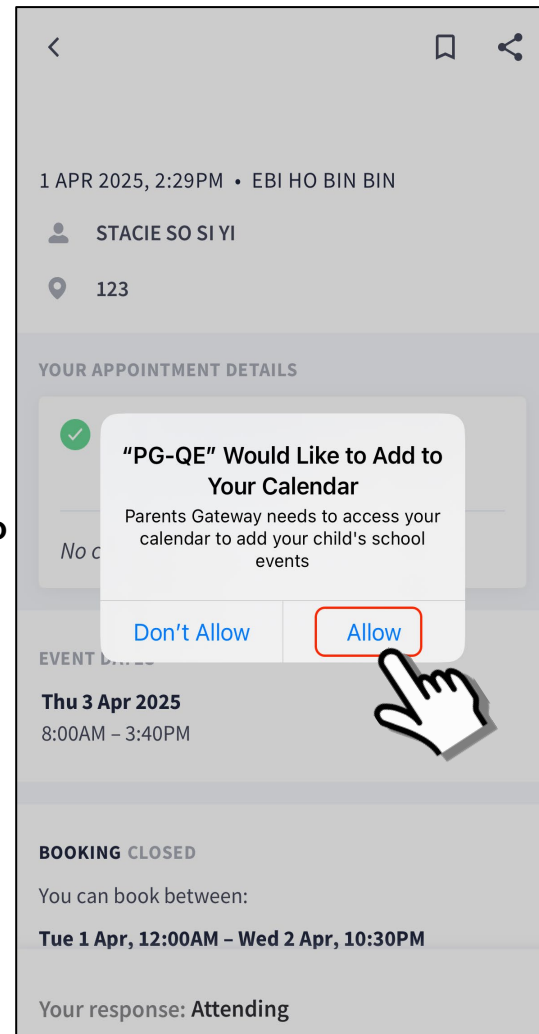 1 APR 2025, 2:29PM • EBI HO BIN BIN
STACIE SO SI YI
123
YOUR APPOINTMENT DETAILS
“PG-QE” Would Like to Add to
Your Calendar
Parents Gateway needs to access your
calendar to add your child's school
events
No
Don’t Allow
Allow
EVENT
Thu 3 Apr 2025
8:00AM – 3:40PM
BOOKING CLOSED
You can book between:
Tue 1 Apr, 12:00AM – Wed 2 Apr, 10:30PM
Your response: Attending